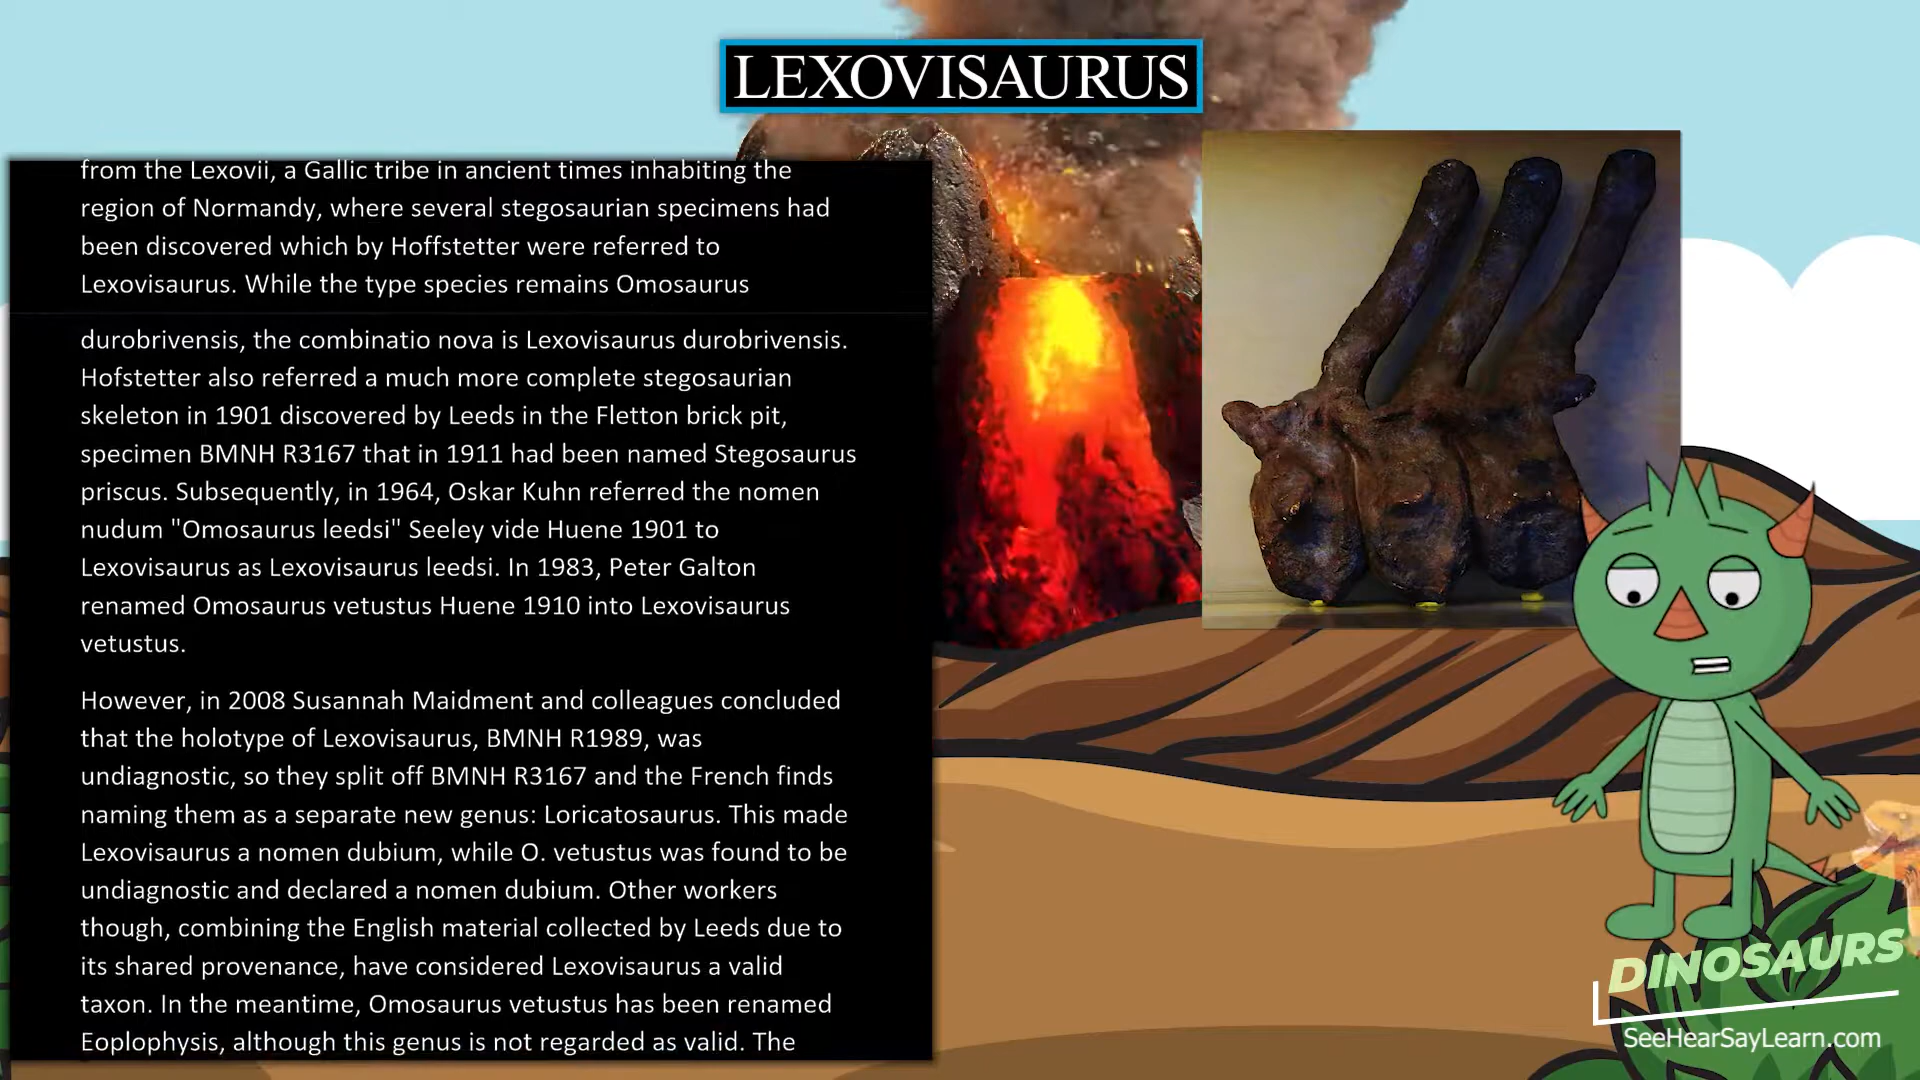 LEXOVISAURUS
from the Lexovii, a Gallic tribe in ancient times inhabiting the
region of Normandy, where several stegosaurian specimens had
been discovered which by Hoffstetter were referred to
Lexovisaurus. While the type species remains Omosaurus
durobrivensis, the combinatio nova is Lexovisaurus durobrivensis.
Hofstetter also referred a much more complete stegosaurian
skeleton in 1901 discovered by Leeds in the Fletton brick pit,
specimen BMNH R3167 that in 1911 had been named Stegosaurus
priscus. Subsequently, in 1964, Oskar Kuhn referred the nomen
nudum "Omosaurus leedsi" Seeley vide Huene 1901 to
Lexovisaurus as Lexovisaurus leedsi. In 1983, Peter Galton
renamed Omosaurus vetustus Huene 1910 into Lexovisaurus
vetustus.
However, in 2008 Susannah Maidment and colleagues concluded
that the holotype of Lexovisaurus, BMNH R1989, was
undiagnostic, so they split off BMNH R3167 and the French finds
naming them as a separate new genus: Loricatosaurus. This made
Lexovisaurus a nomen dubium, while O. vetustus was found to be
undiagnostic and declared a nomen dubium. Other workers
though, combining the English material collected by Leeds due to
its shared provenance, have considered Lexovisaurus a valid
taxon. In the meantime, Omosaurus vetustus has been renamed
Eoplophysis, although this genus is not regarded as valid. The
DINOSAURS
SeeHearSayLearn.com